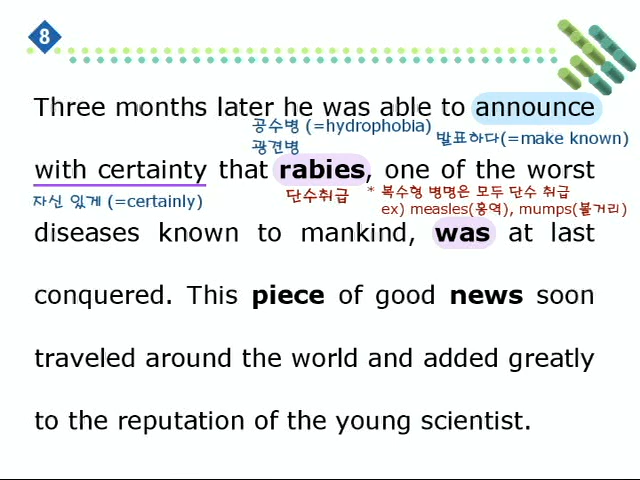 8
Three months later he was able to announce
공수병 (=hydrophobia)
광견병
발표하다(=make known)
with certainty that rabies, one of the worst
자신 있게 (=certainly)
단수취급
* 복수형 병명은 모두 단수 취급
ex) measles(홍역), mumps(볼거리)
diseases known to mankind, was at last
conquered. This piece of good news soon
traveled around the world and added greatly
to the reputation of the young scientist.